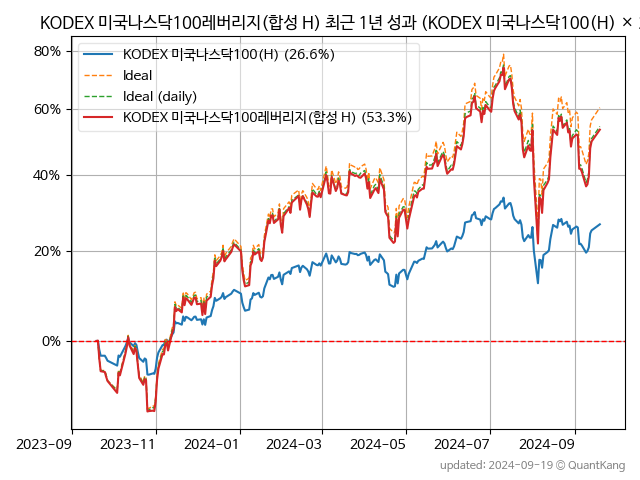 KODEX 미국나스닥100레버리지(합성 H) 최근 1년 성과 (KODEX 미국나스닥100(H) ×
KODEX 미국나스닥100(H) (26.6%)
Ideal
Ideal (daily)
KODEX 미국나스닥100레버리지(합성 H) (53.3%)
80%
60%
40%
20%
0%
2023-09 2023-11 2024-01 2024-03 2024-05 2024-07 2024-09
updated: 2024-09-19 @ QuantKang